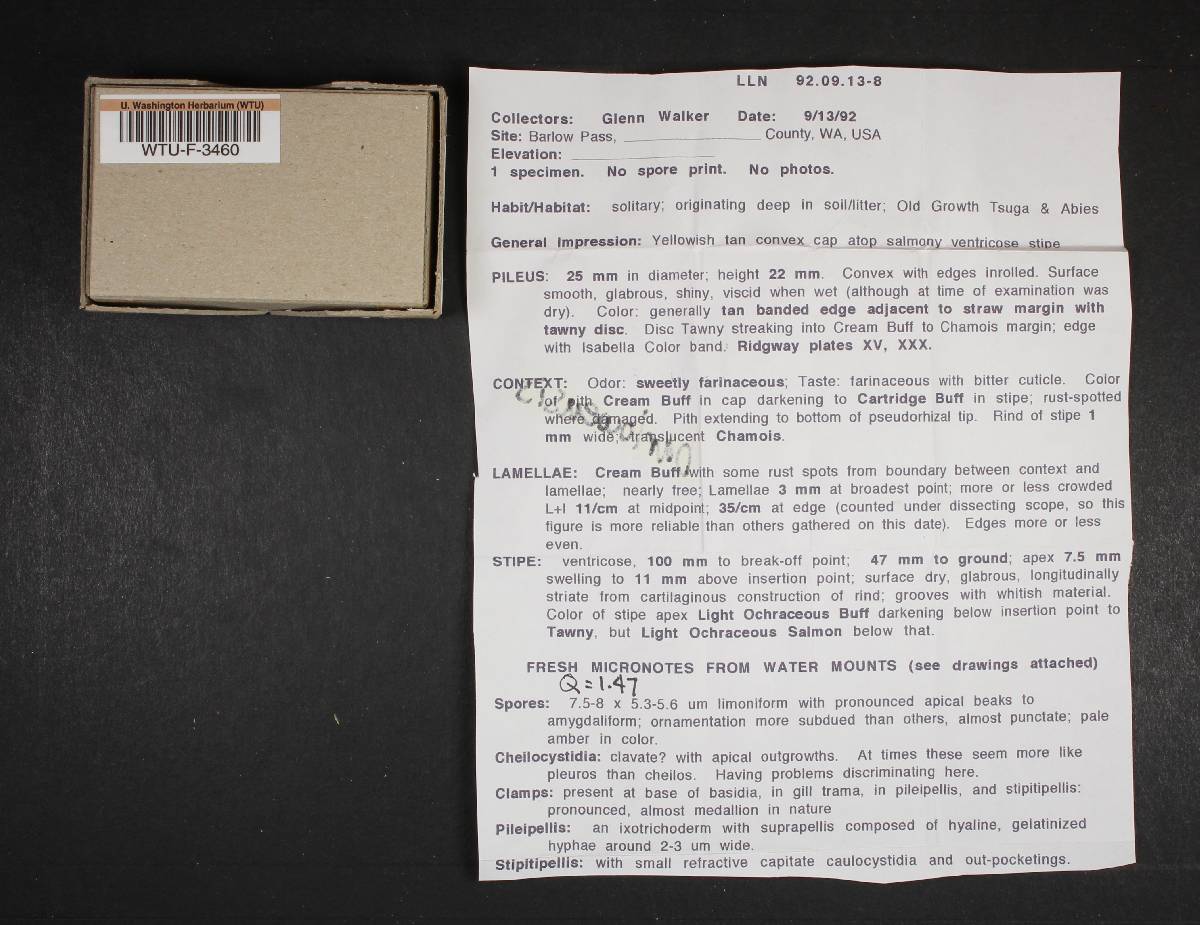 U. Washington Herbarium (WTU)
WTU-F-3460
LLN 92.09.13-8
Collectors: Glenn Walker Date: 9/13/92
Site: Barlow Pass, ______________ County, WA, USA
Elevation: ______________
1 specimen. No spore print. No photos.
Habit/Habitat: solitary; originating deep in soil/litter; Old Growth Tsuga & Abies
General Impression: Yellowish tan convex cap atop salmony ventricose stipe
PILEUS: 25 mm in diameter; height 22 mm. Convex with edges inrolled. Surface
smooth, glabrous, shiny, viscid when wet (although at time of examination was
dry). Color: generally tan banded edge adjacent to straw margin with
tawny disc. Disc Tawny streaking into Cream Buff to Chamois margin; edge
with Isabella Color band. Ridgway plates XV, XXX.
CONTEXT: Odor: sweetly farinaceous; Taste: farinaceous with bitter cuticle. Color
of pith Cream Buff in cap darkening to Cartridge Buff in stipe; rust-spotted
where damaged. Pith extending to bottom of pseudorhizal tip. Rind of stipe 1
mm wide; translucent Chamois.
LAMELLAE: Cream Buff with some rust spots from boundary between context and
lamellae; nearly free; Lamellae 3 mm at broadest point; more or less crowded
L+l 11/cm at midpoint; 35/cm at edge (counted under dissecting scope, so this
figure is more reliable than others gathered on this date). Edges more or less
even.
STIPE: ventricose, 100 mm to break-off point; 47 mm to ground; apex 7.5 mm
swelling to 11 mm above insertion point; surface dry, glabrous, longitudinally
striate from cartilaginous construction of rind; grooves with whitish material.
Color of stipe apex Light Ochraceous Buff darkening below insertion point to
Tawny, but Light Ochraceous Salmon below that.
FRESH MICRONOTES FROM WATER MOUNTS (see drawings attached)
Q=1.47
Spores: 7.5-8 x 5.3-5.6 um limoniform with pronounced apical beaks to
amygdaliform; ornamentation more subdued than others, almost punctate; pale
amber in color.
Cheilocystidia: clavate? with apical outgrowths. At times these seem more like
pleuros than cheilos. Having problems discriminating here.
Clamps: present at base of basidia, in gill trama, in pileipellis, and stipitipellis:
pronounced, almost medallion in nature
Pileipellis: an ixotrichoderm with suprapellis composed of hyaline, gelatinized
hyphae around 2-3 um wide.
Stipitipellis: with small refractive capitate caulocystidia and out-pocketings.